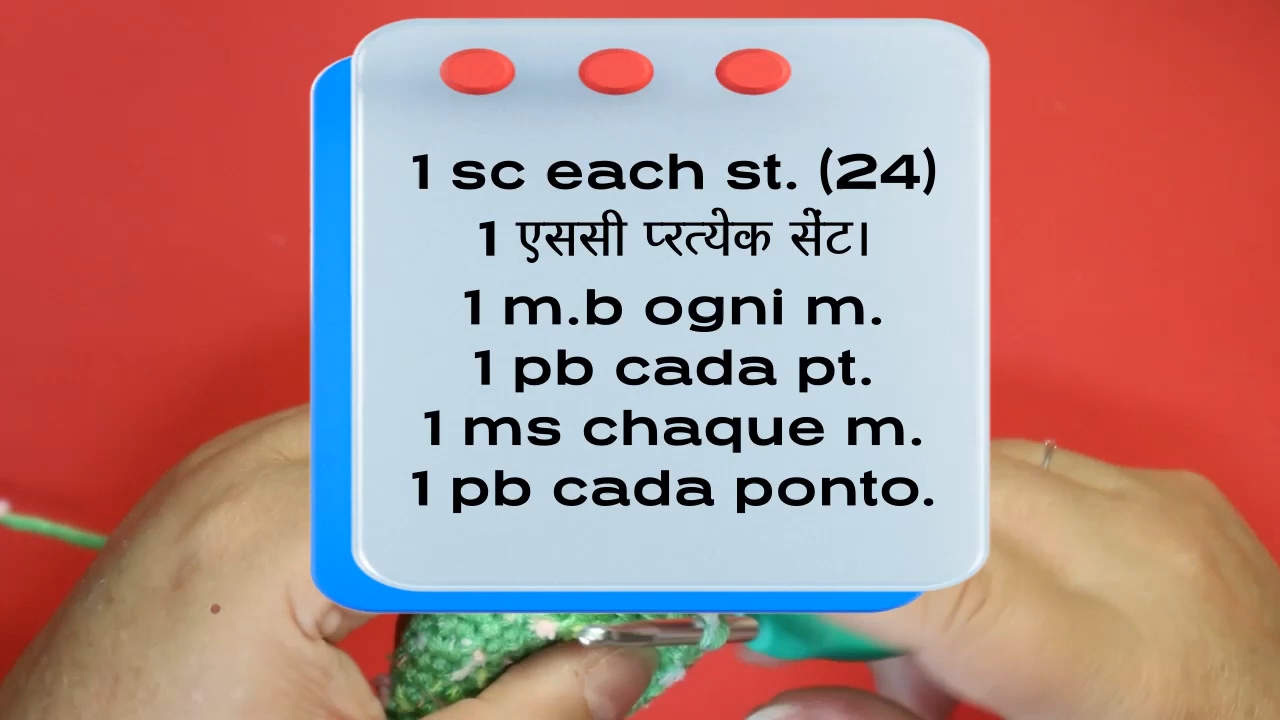 1 sc each st. (24)
1 एससी प्रत्येक सेंट।
1 m.b ogni m.
1 pb cada pt.
1 ms chaque m.
1 pb cada ponto.